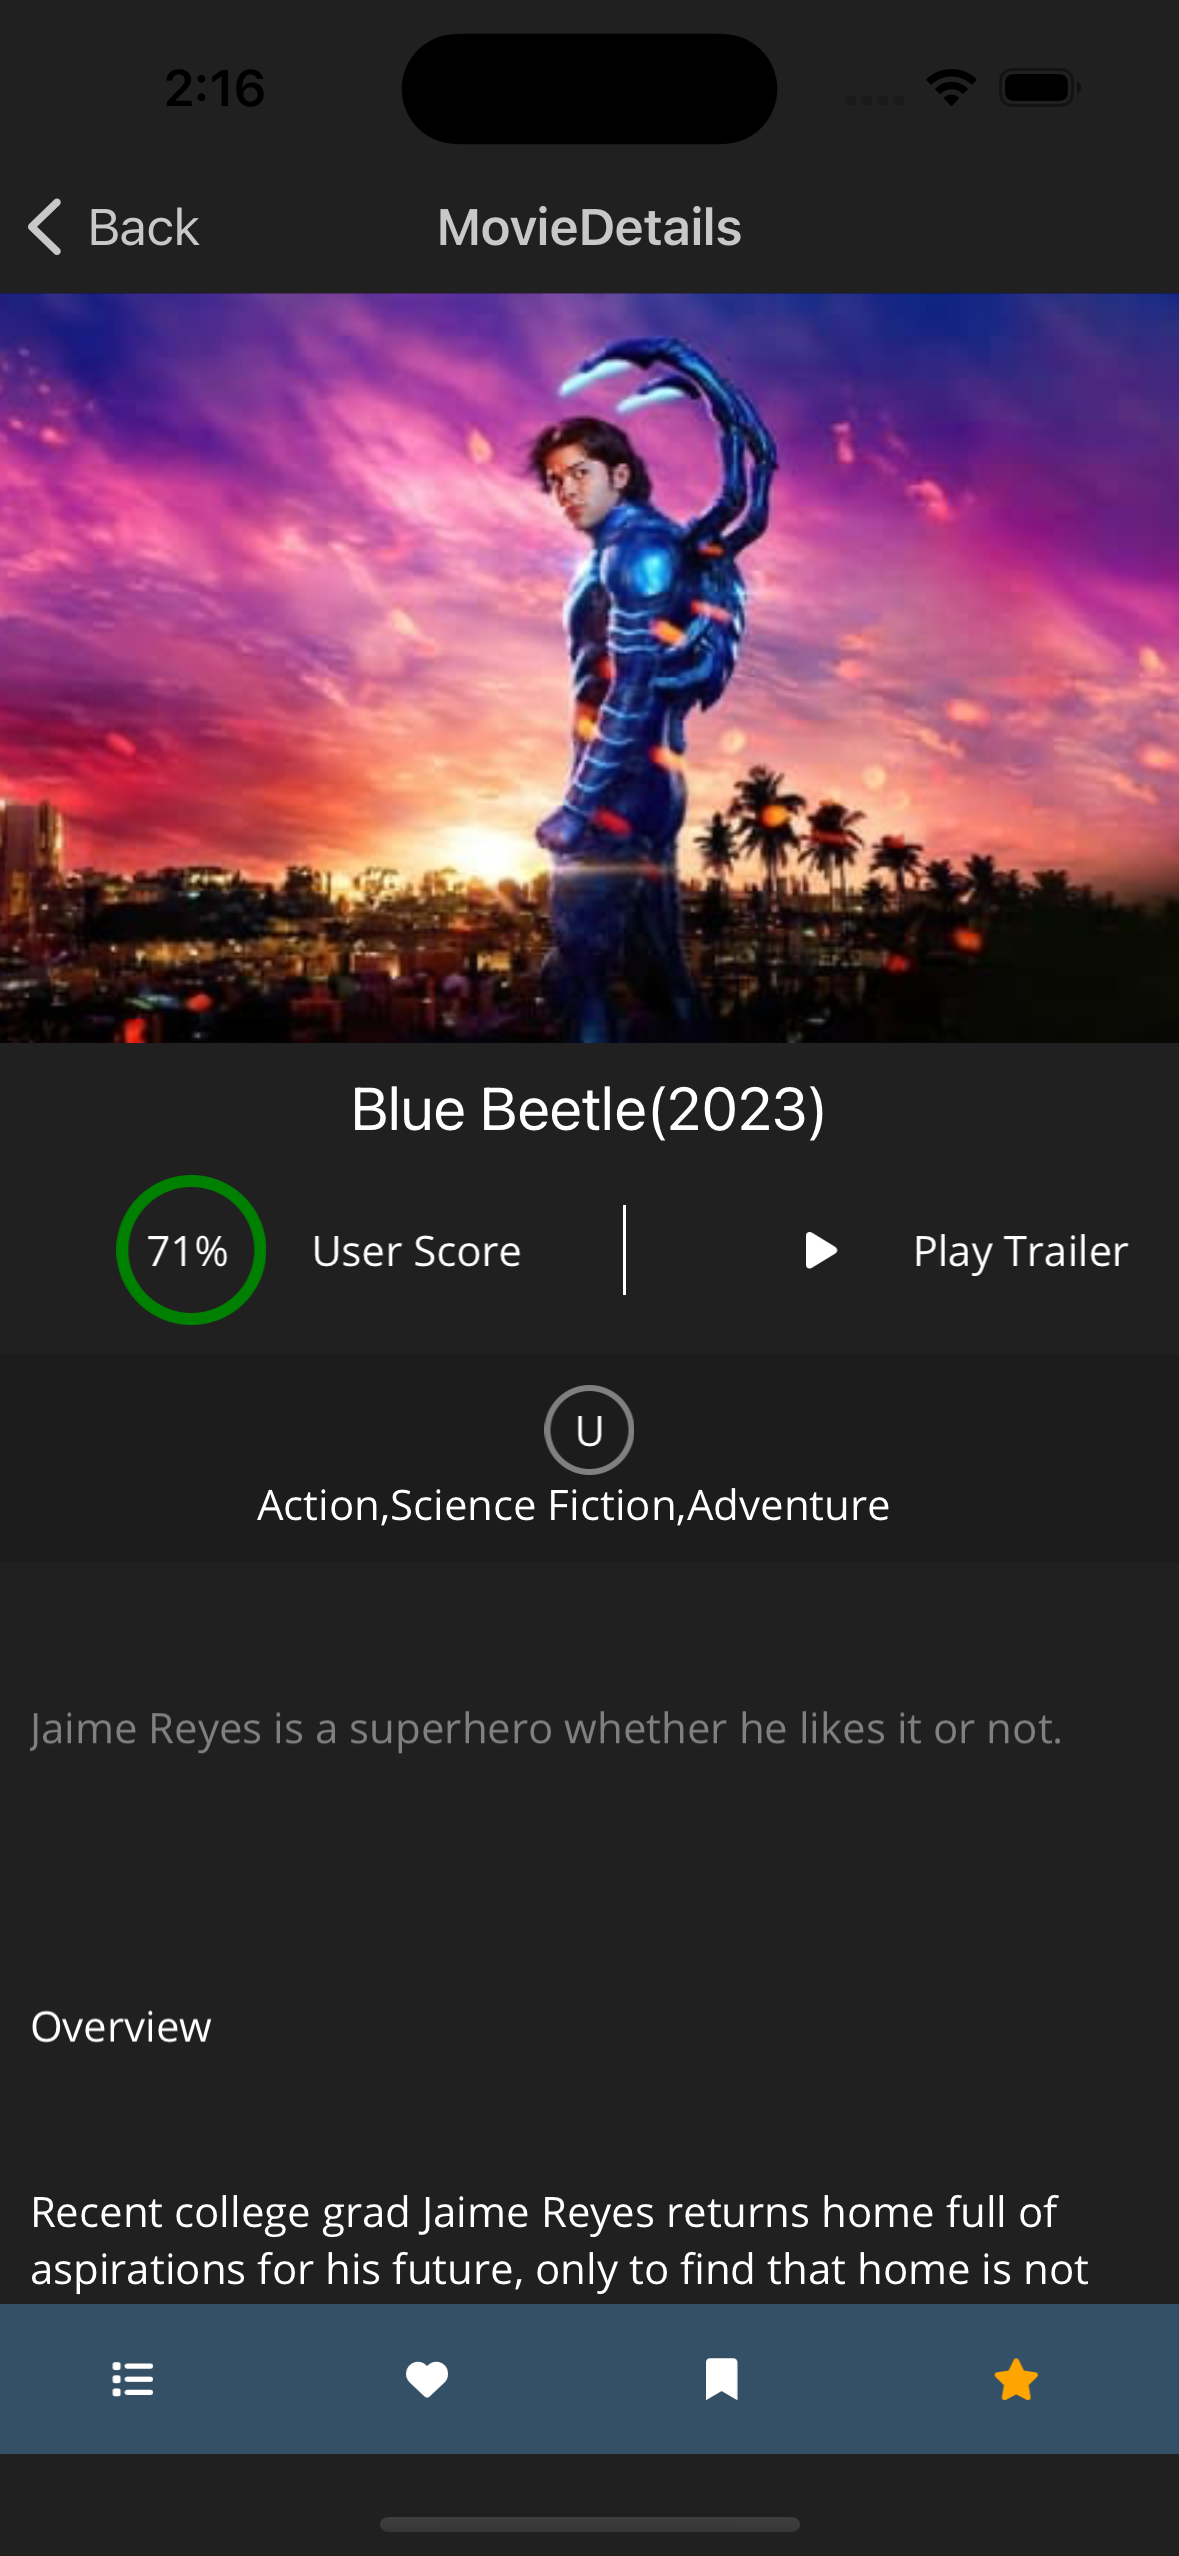 2:16
Back
MovieDetails
Blue Beetle(2023)
71%
User Score
Play Trailer
U
Action,Science Fiction,Adventure
Jaime Reyes is a superhero whether he likes it or not.
Overview
Recent college grad Jaime Reyes returns home full of
aspirations for his future, only to find that home is not